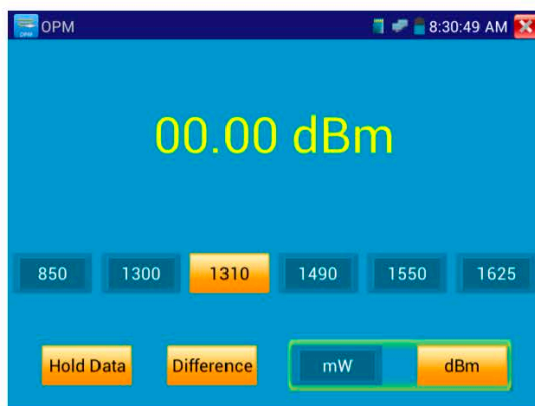 OPM
OPM 8:30:49 AM
00.00 dBm
850 1300 1310 1490 1550 1625
Hold Data Difference mW dBm